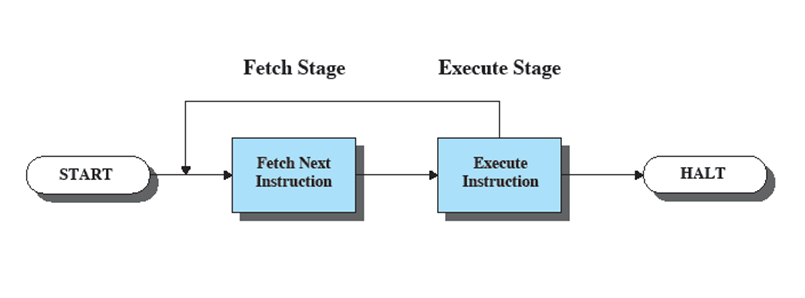 Fetch Stage
Execute Stage
START
Fetch Next
Instruction
Execute
Instruction
HALT